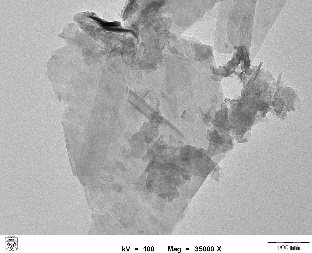 kV = 100 Mag = 35000 X